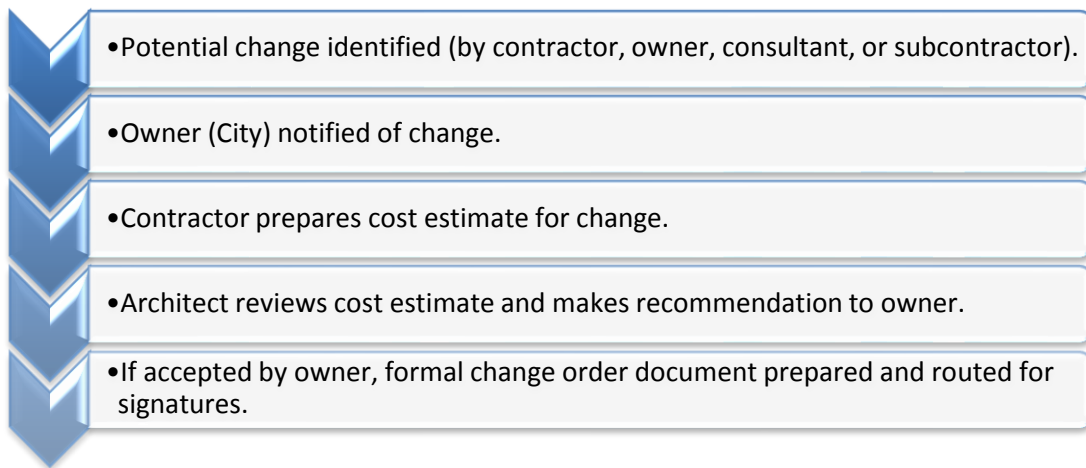 •Potential change identified (by contractor, owner, consultant, or subcontractor).
•Owner (City) notified of change.
•Contractor prepares cost estimate for change.
•Architect reviews cost estimate and makes recommendation to owner.
•If accepted by owner, formal change order document prepared and routed for
signatures.